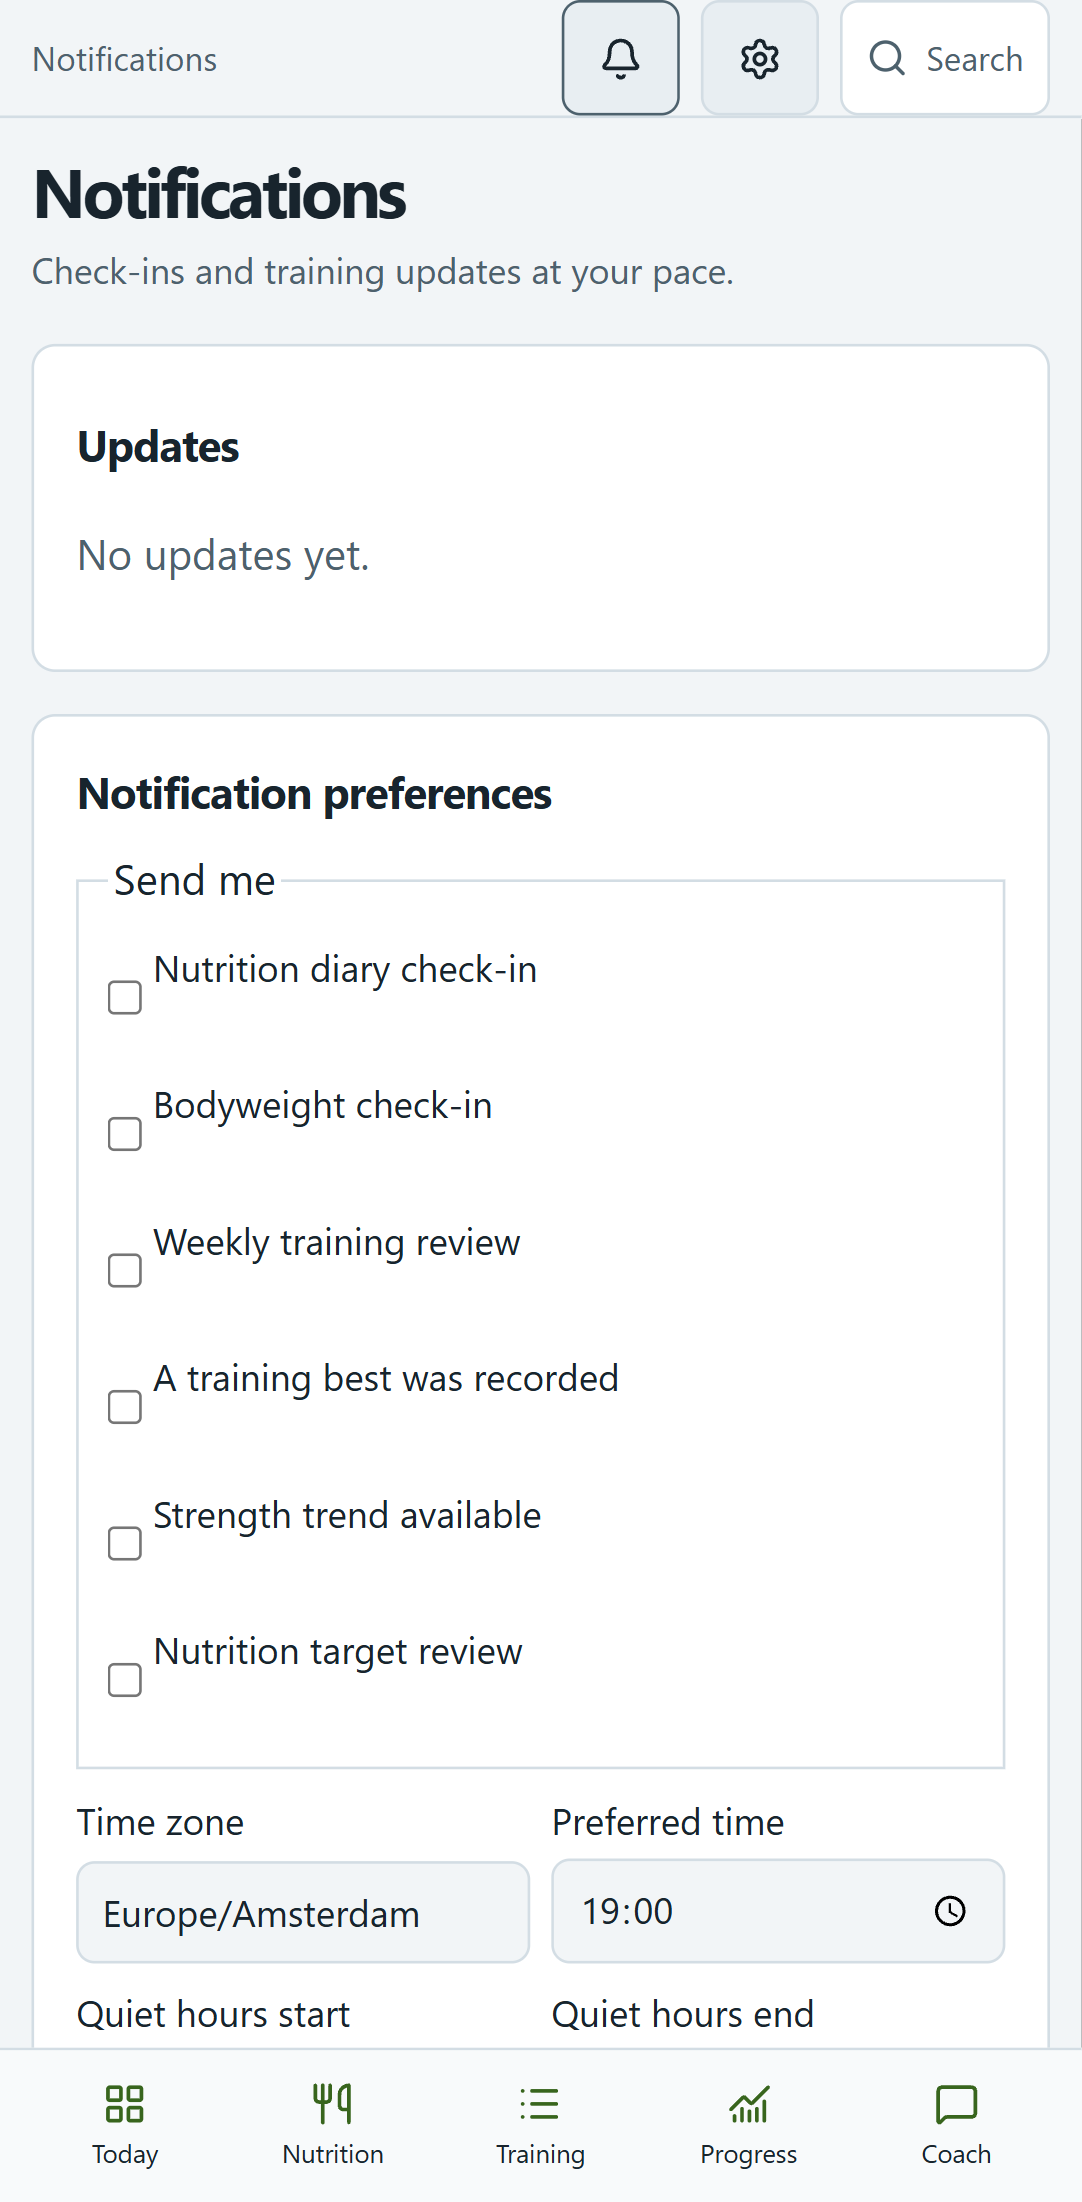 Notifications
Search
Notifications
Check-ins and training updates at your pace.
Updates
No updates yet.
Notification preferences
Send me
Nutrition diary check-in
Bodyweight check-in
Weekly training review
A training best was recorded
Strength trend available
Nutrition target review
Time zone
Preferred time
Europe/Amsterdam
19:00
Quiet hours start
Quiet hours end
Today
Nutrition
Training
Progress
Coach